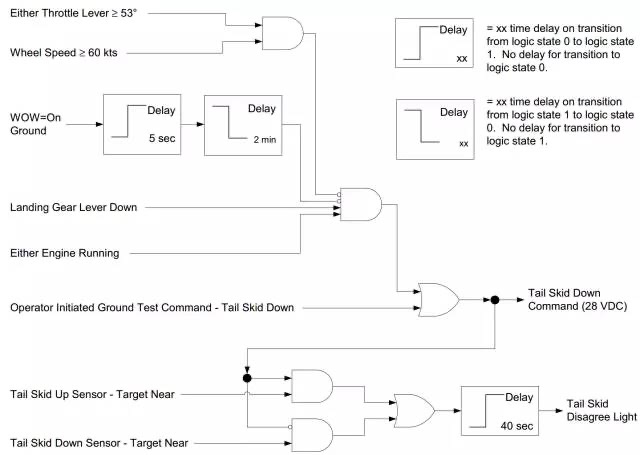 Either Throttle Lever ≥ 53°
Wheel Speed ≥ 60 kts
Delay
xx
= xx time delay on transition
from logic state 0 to logic state
1. No delay for transition to
logic state 0.
WOW=On
Ground
Delay
5 sec
Delay
2 min
Delay
xx
= xx time delay on transition
from logic state 1 to logic state
0. No delay for transition to
logic state 1.
Landing Gear Lever Down
Either Engine Running
Operator Initiated Ground Test Command - Tail Skid Down
Tail Skid Down
Command (28 VDC)
Tail Skid Up Sensor - Target Near
Tail Skid Down Sensor - Target Near
Delay
40 sec
Tail Skid
Disagree Light